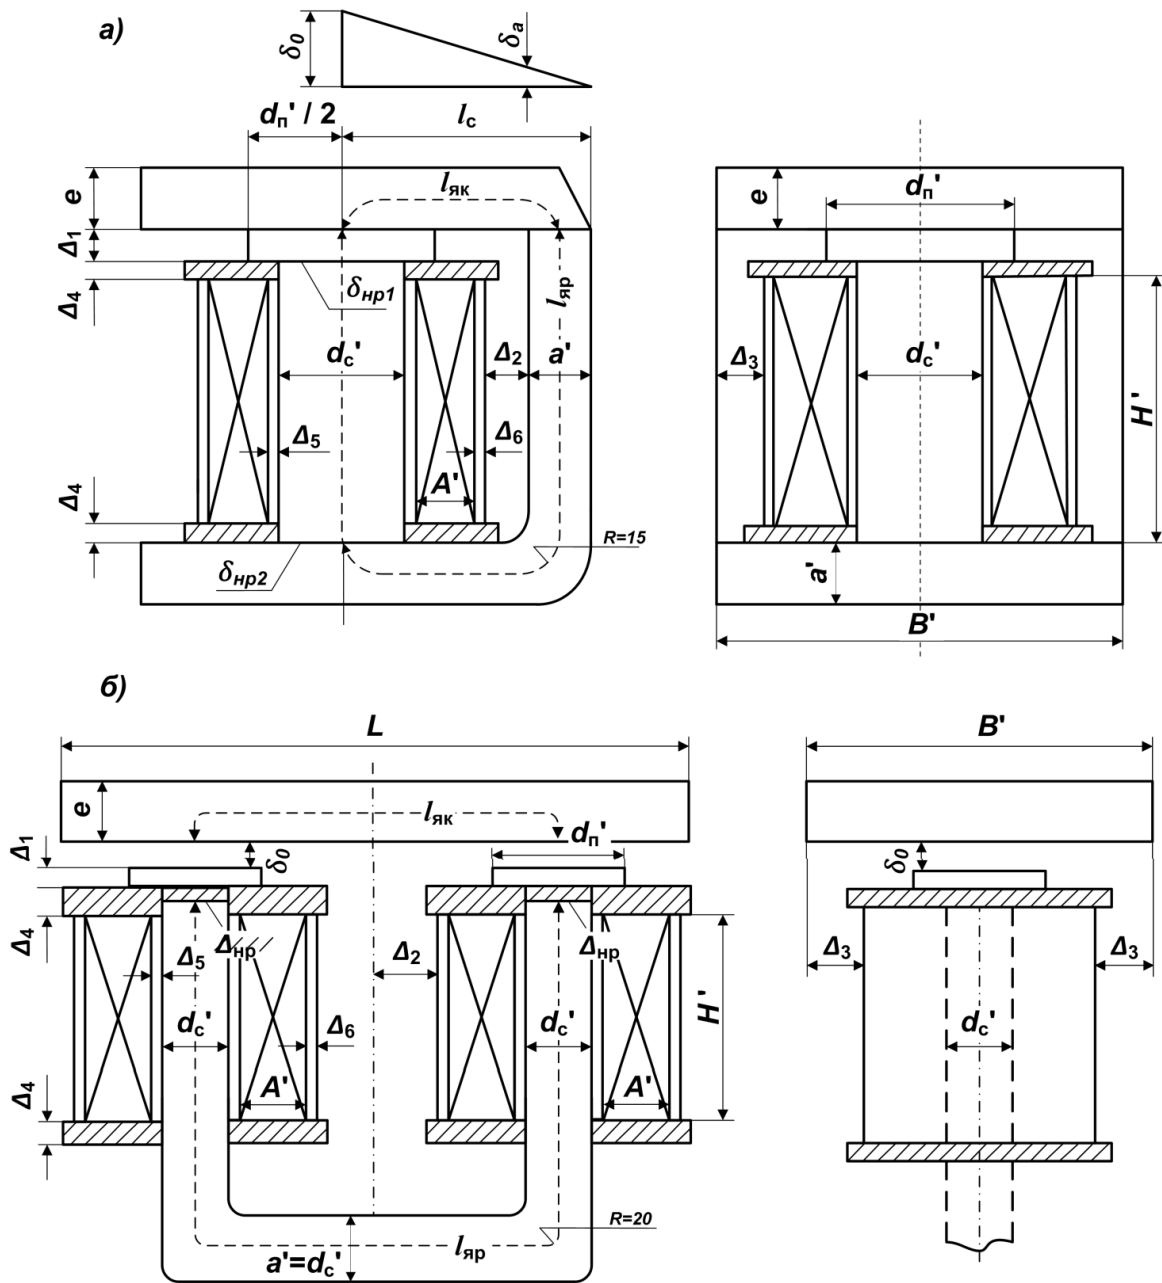 а)
δ₀
δₐ
dп' / 2
lс
e
lяк
Δ₁
δнр1
Δ₄
lяр
dс'
Δ₂
a'
Δ₅
Δ₆
A'
Δ₄
R=15
δнр2
e
dп'
Δ₃
dс'
H'
a'
B'
б)
L
B'
e
lяк
dп'
Δ₁
δ₀
δ₀
Δ₄
Δ₅
Δнр
Δ₂
Δнр
Δ₃
Δ₃
dс'
Δ₆
dс'
H'
dс'
Δ₄
A'
A'
R=20
lяр
a'=dс'